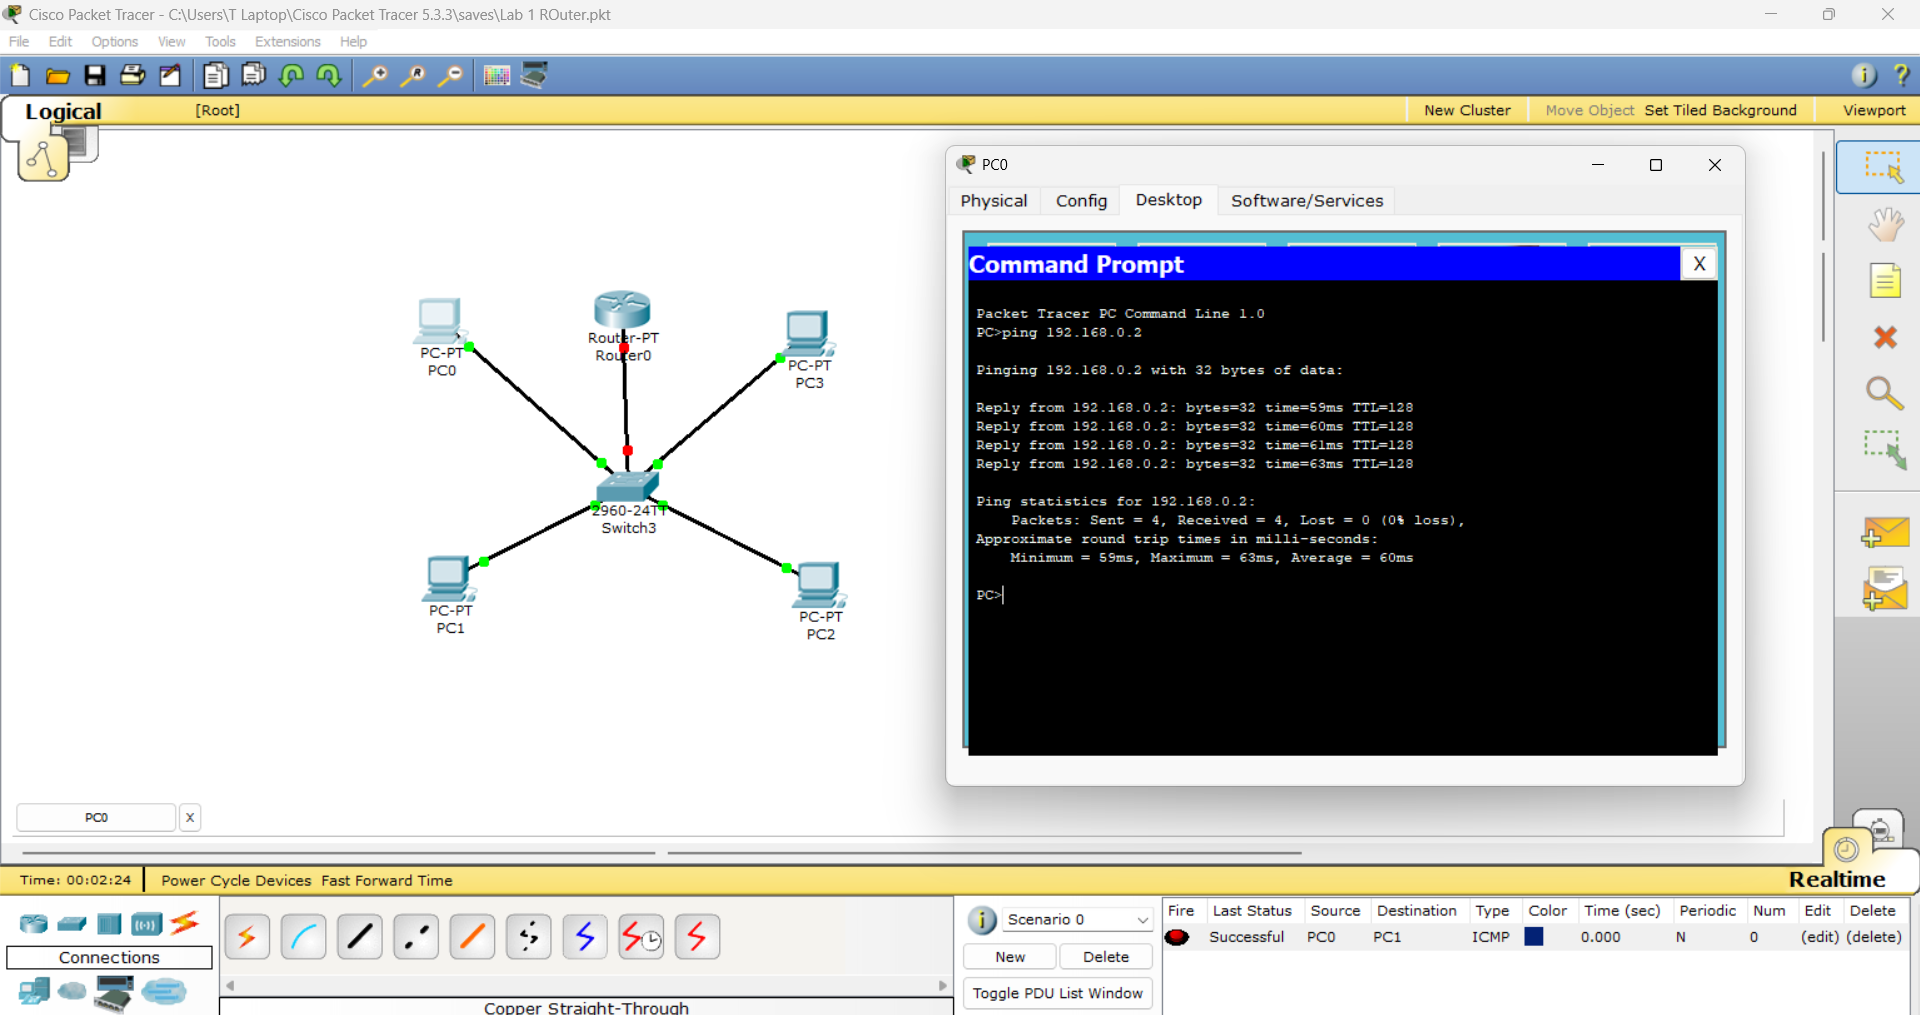 Cisco Packet Tracer - C:\Users\T Laptop\Cisco Packet Tracer 5.3.3\saves\Lab 1 ROuter.pkt
File Edit Options View Tools Extensions Help
Logical [Root] New Cluster Move Object Set Tiled Background Viewport
PC0
Physical Config Desktop Software/Services
Command Prompt X
Packet Tracer PC Command Line 1.0
PC>ping 192.168.0.2
Pinging 192.168.0.2 with 32 bytes of data:
Reply from 192.168.0.2: bytes=32 time=59ms TTL=128
Reply from 192.168.0.2: bytes=32 time=60ms TTL=128
Reply from 192.168.0.2: bytes=32 time=61ms TTL=128
Reply from 192.168.0.2: bytes=32 time=63ms TTL=128
Ping statistics for 192.168.0.2:
Packets: Sent = 4, Received = 4, Lost = 0 (0% loss),
Approximate round trip times in milli-seconds:
Minimum = 59ms, Maximum = 63ms, Average = 60ms
PC>
PC-PT
PC0
Router-PT
Router0
PC-PT
PC3
2960-24TT
Switch3
PC-PT
PC1
PC-PT
PC2
PC0 X
Time: 00:02:24 Power Cycle Devices Fast Forward Time Realtime
Connections
Copper Straight-Through
Scenario 0
New Delete
Toggle PDU List Window
Fire Last Status Source Destination Type Color Time (sec) Periodic Num Edit Delete
Successful PC0 PC1 ICMP 0.000 N 0 (edit) (delete)